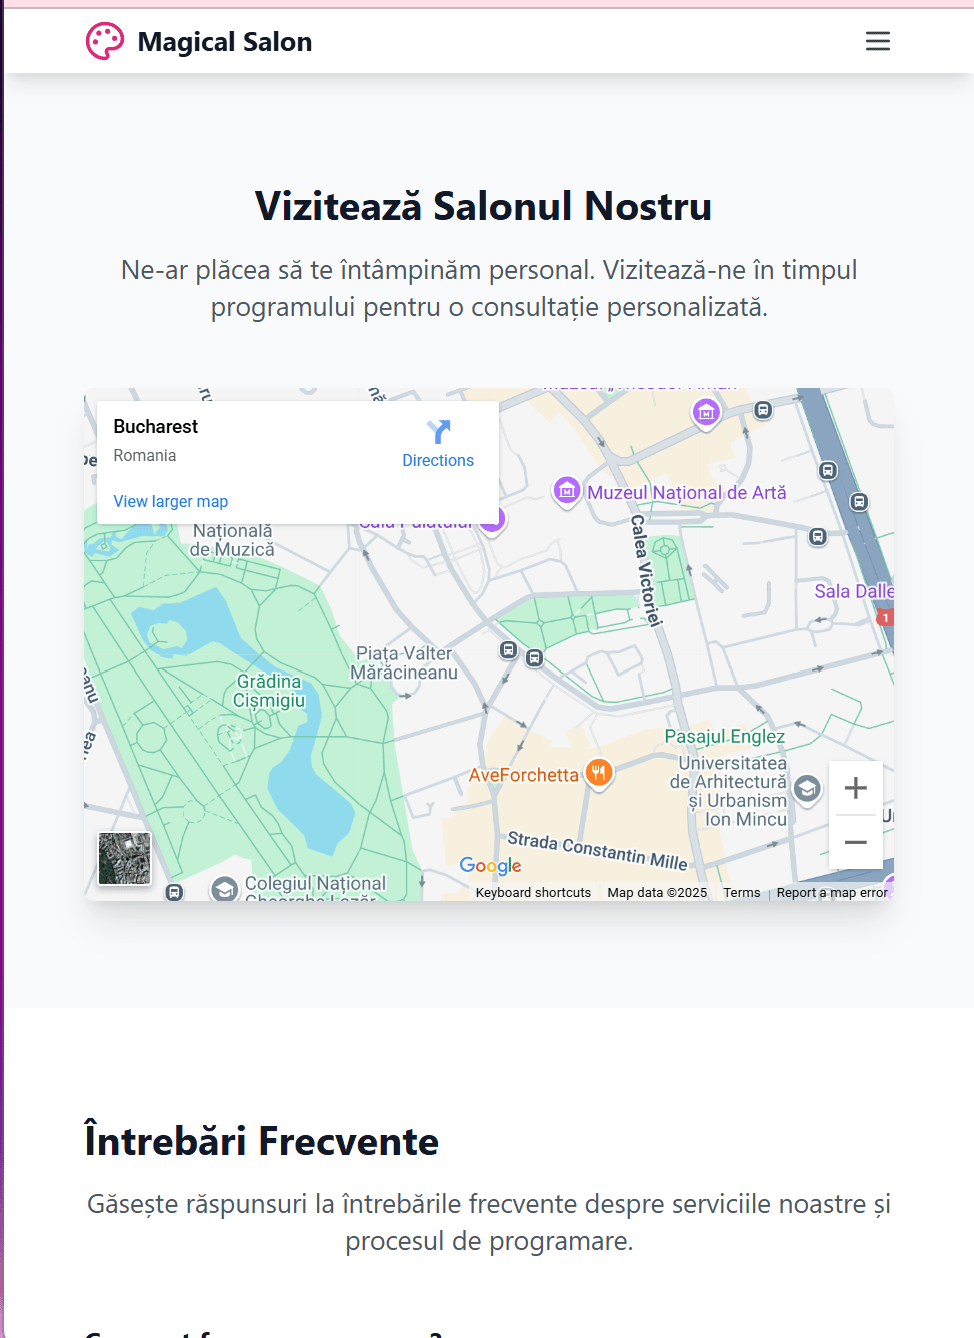 Magical Salon
Vizitează Salonul Nostru
Ne-ar plăcea să te întâmpinăm personal. Vizitează-ne în timpul
programului pentru o consultație personalizată.
Bucharest
Romania
Directions
View larger map
Muzeul Național de Artă
Națională
de Muzică
Calea Victoriei
Sala Dalle
1
Piața Valter
Mărăcineanu
Grădina
Cișmigiu
Pasajul Englez
AveForchetta
Universitatea
de Arhitectură
și Urbanism
Ion Mincu
Strada Constantin Mille
Google
Colegiul Național
Keyboard shortcuts
Map data ©2025
Terms
Report a map error
Întrebări Frecvente
Găsește răspunsuri la întrebările frecvente despre serviciile noastre și
procesul de programare.